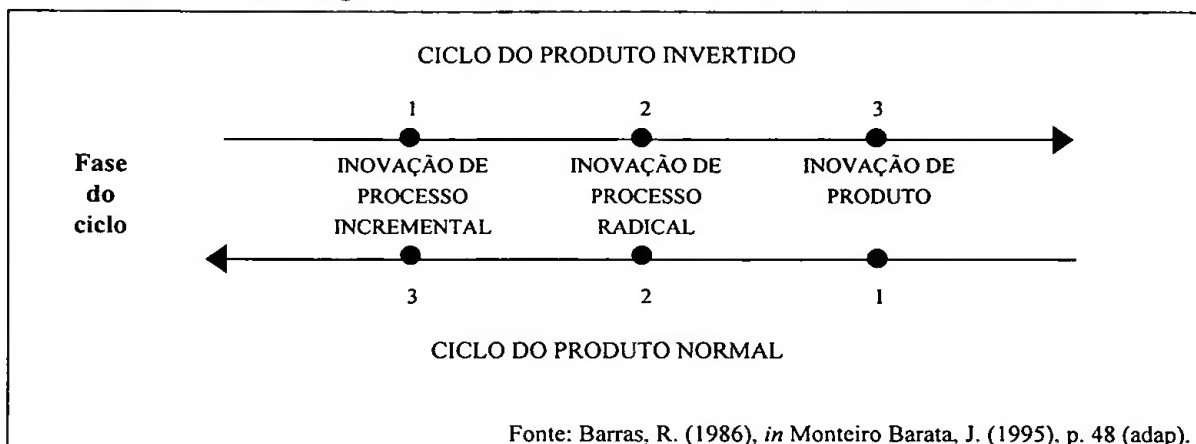 CICLO DO PRODUTO INVERTIDO
1 2 3
Fase
do
ciclo
INOVAÇÃO DE
PROCESSO
INCREMENTAL
INOVAÇÃO DE
PROCESSO
RADICAL
INOVAÇÃO DE
PRODUTO
3 2 1
CICLO DO PRODUTO NORMAL
Fonte: Barras, R. (1986), in Monteiro Barata, J. (1995), p. 48 (adap).